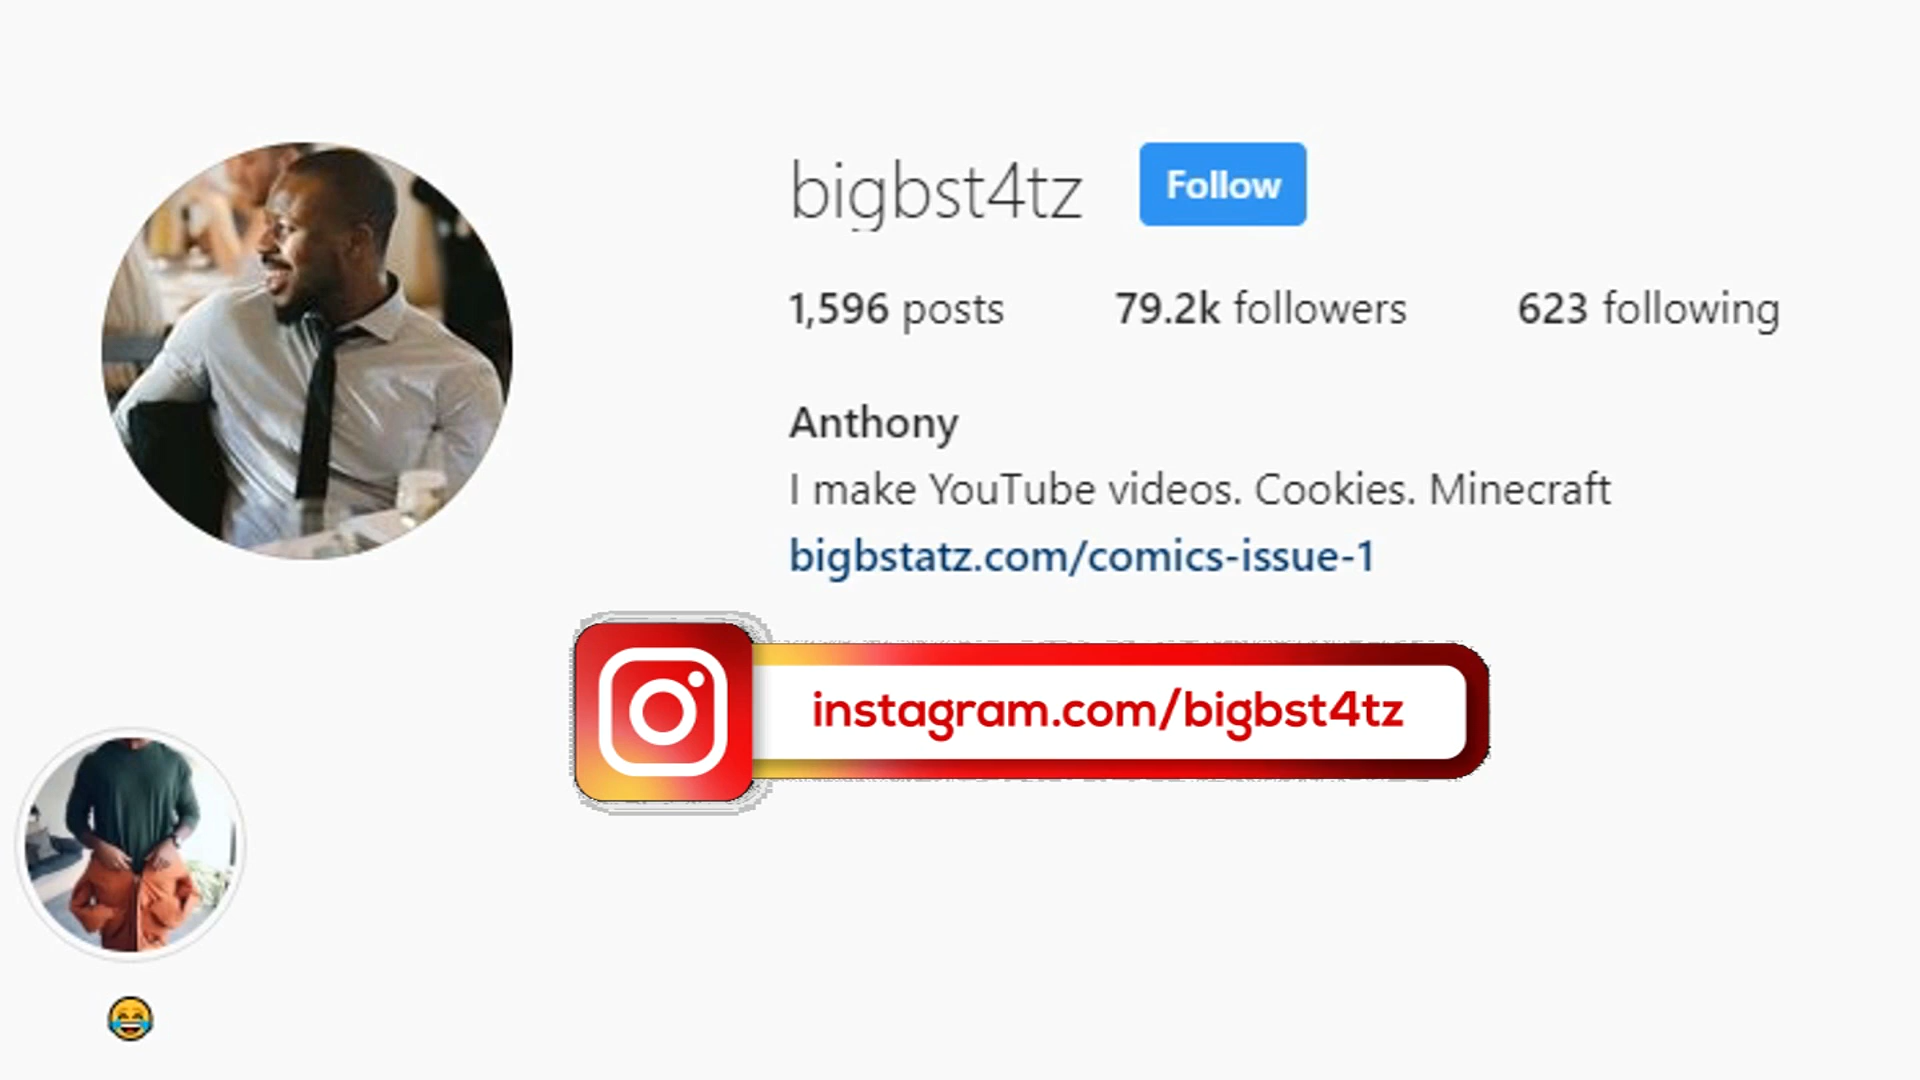 bigbst4tz Follow
1,596 posts 79.2k followers 623 following
Anthony
I make YouTube videos. Cookies. Minecraft
bigbstatz.com/comics-issue-1
instagram.com/bigbst4tz
😂